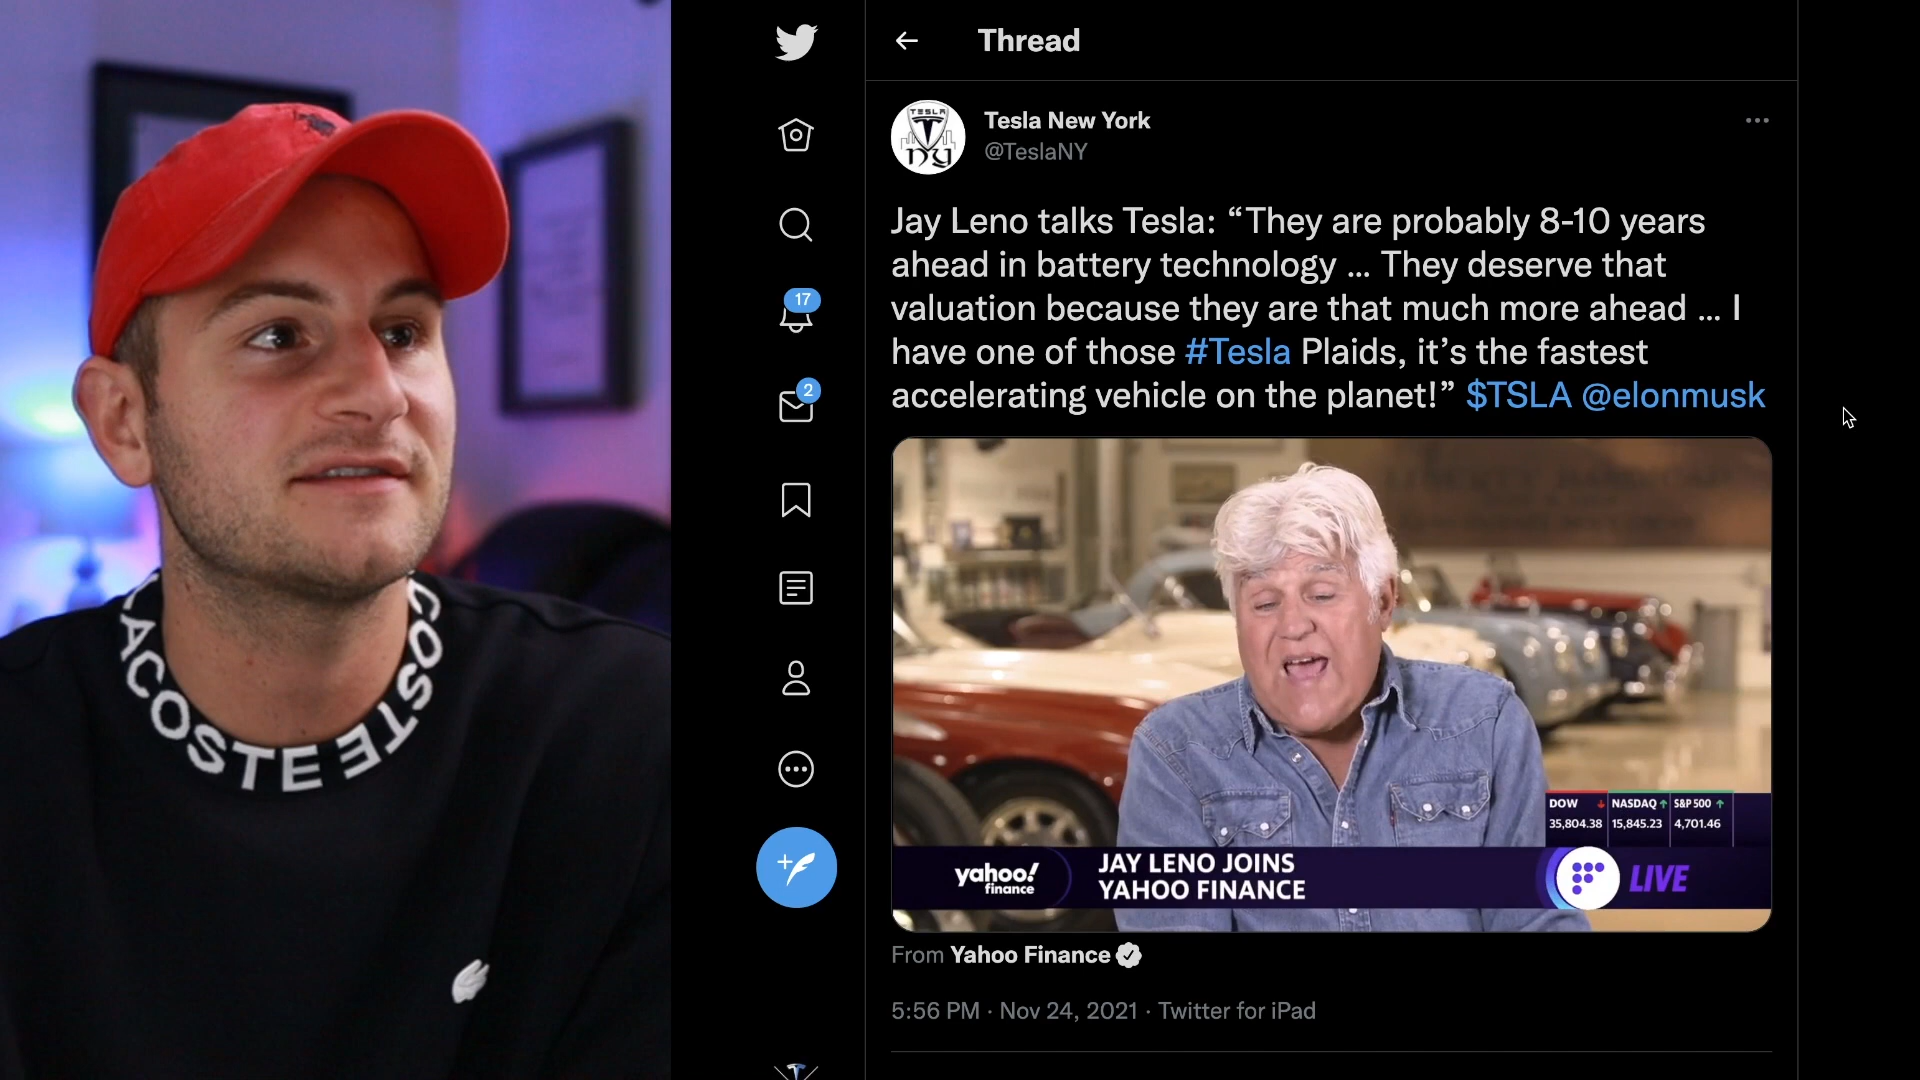 LACOSTE LACOSTE
17
2
Thread
TESLA
NY
Tesla New York
@TeslaNY
Jay Leno talks Tesla: “They are probably 8-10 years
ahead in battery technology ... They deserve that
valuation because they are that much more ahead ... I
have one of those #Tesla Plaids, it’s the fastest
accelerating vehicle on the planet!” $TSLA @elonmusk
DOW NASDAQ S&P 500
35,804.38 15,845.23 4,701.46
yahoo!
finance
JAY LENO JOINS
YAHOO FINANCE
LIVE
From Yahoo Finance
5:56 PM · Nov 24, 2021 · Twitter for iPad